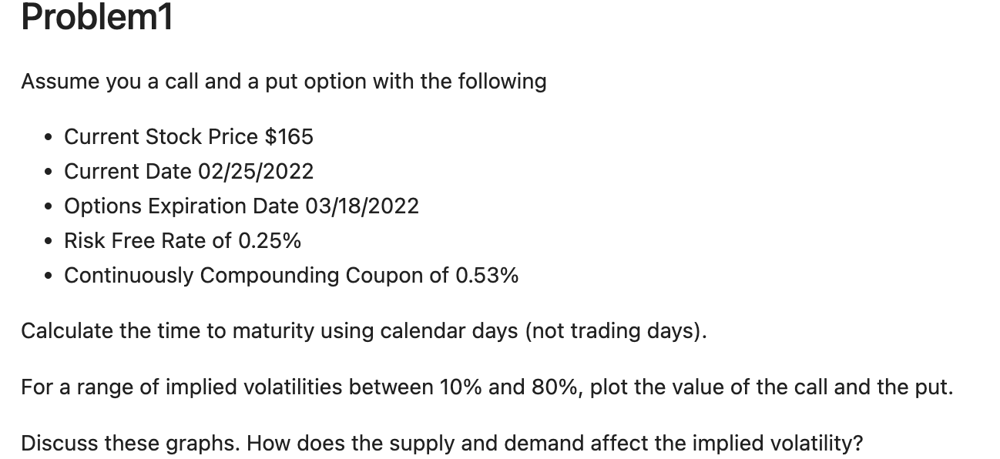 Problem1
Assume you a call and a put option with the following
• Current Stock Price $165
• Current Date 02/25/2022
• Options Expiration Date 03/18/2022
• Risk Free Rate of 0.25%
• Continuously Compounding Coupon of 0.53%
Calculate the time to maturity using calendar days (not trading days).
For a range of implied volatilities between 10% and 80%, plot the value of the call and the put.
Discuss these graphs. How does the supply and demand affect the implied volatility?